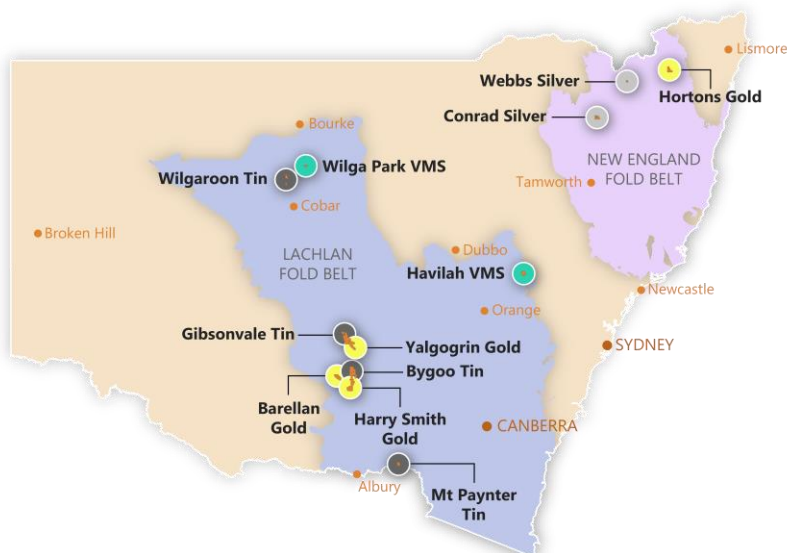 Lismore
Webbs Silver
Hortons Gold
Conrad Silver
Bourke
NEW ENGLAND
FOLD BELT
Wilga Park VMS
Wilgaroon Tin
Tamworth
Cobar
Broken Hill
LACHLAN
FOLD BELT
Dubbo
Havilah VMS
Newcastle
Orange
Gibsonvale Tin
Yalgogrin Gold
SYDNEY
Bygoo Tin
Barellan
Gold
Harry Smith
Gold
CANBERRA
Albury
Mt Paynter
Tin